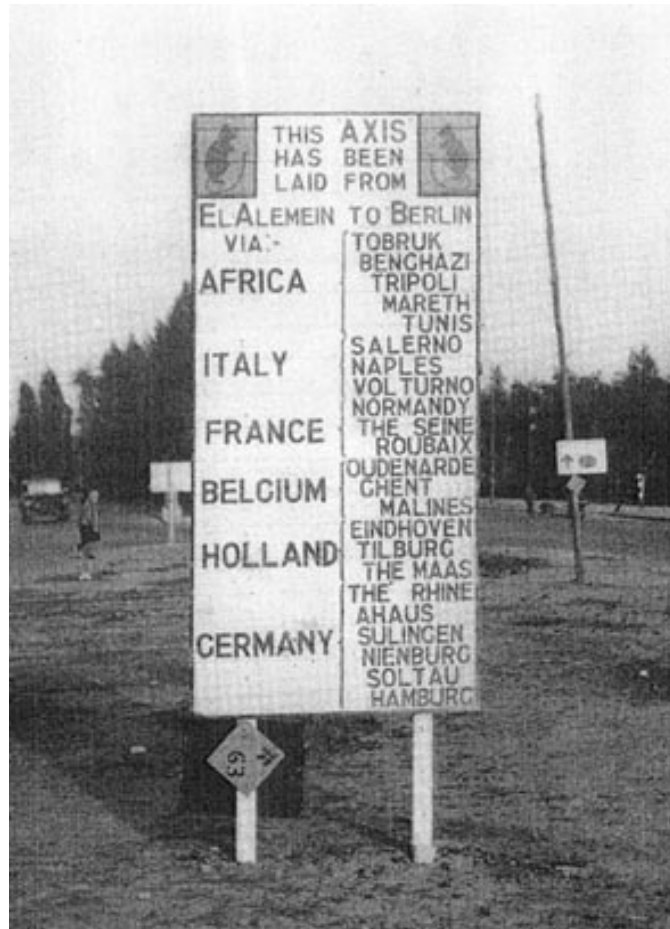 THIS AXIS
HAS BEEN
LAID FROM
EL ALEMEIN TO BERLIN
VIA:-
AFRICA
TOBRUK
BENGHAZI
TRIPOLI
MARETH
TUNIS
ITALY
SALERNO
NAPLES
VOLTURNO
FRANCE
NORMANDY
THE SEINE
ROUBAIX
BELGIUM
OUDENARDE
GHENT
MALINES
HOLLAND
EINDHOVEN
TILBURG
THE MAAS
GERMANY
THE RHINE
AHAUS
SULINGEN
NIENBURG
SOLTAU
HAMBURG
63